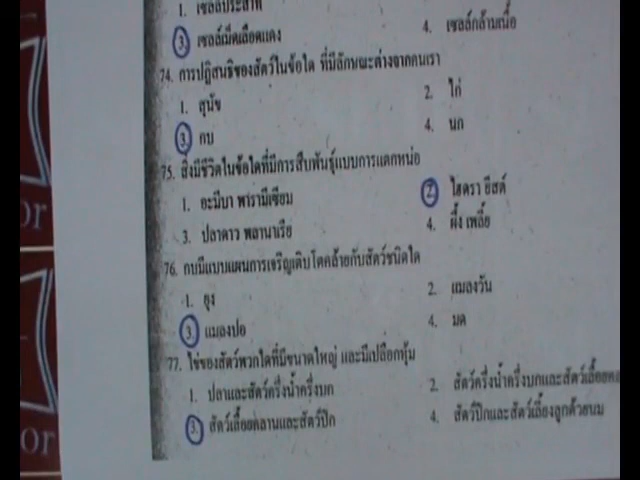 1. เซลล์ประสาท
3. เซลล์เม็ดเลือดแดง
4. เซลล์กล้ามเนื้อ
74. การปฏิสนธิของสัตว์ในข้อใด ที่มีลักษณะต่างจากคนเรา
1. สุนัข
2. ไก่
3. กบ
4. นก
75. สิ่งมีชีวิตในข้อใดที่มีการสืบพันธุ์แบบการแตกหน่อ
1. อะมีบา พารามีเซียม
2. ไฮดรา ยีสต์
3. ปลาดาว พลานาเรีย
4. ผึ้ง เพลี้ย
76. กบมีแบบแผนการเจริญเติบโตคล้ายกับสัตว์ชนิดใด
1. ยุง
2. แมลงวัน
3. แมลงปอ
4. มด
77. ไข่ของสัตว์พวกใดที่มีขนาดใหญ่ และมีเปลือกหุ้ม
1. ปลาและสัตว์ครึ่งน้ำครึ่งบก
2. สัตว์ครึ่งน้ำครึ่งบกและสัตว์เลื้อยคล
3. สัตว์เลื้อยคลานและสัตว์ปีก
4. สัตว์ปีกและสัตว์เลี้ยงลูกด้วยนม
or
or